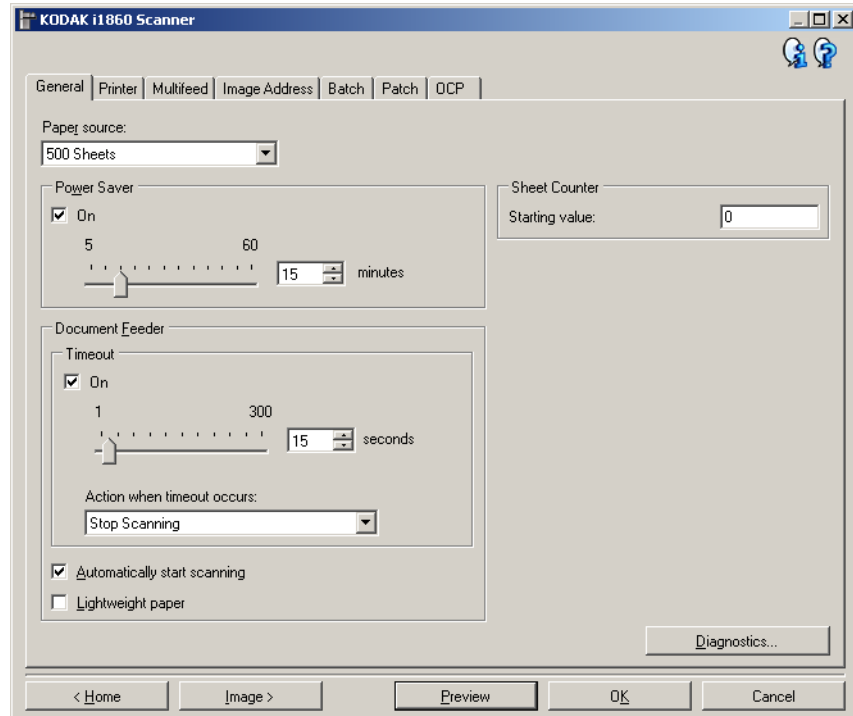 KODAK i1860 Scanner
General Printer Multifeed Image Address Batch Patch OCP
Paper source:
500 Sheets
Power Saver
On
5 60
15 minutes
Sheet Counter
Starting value: 0
Document Feeder
Timeout
On
1 300
15 seconds
Action when timeout occurs:
Stop Scanning
Automatically start scanning
Lightweight paper
Diagnostics...
< Home Image > Preview OK Cancel